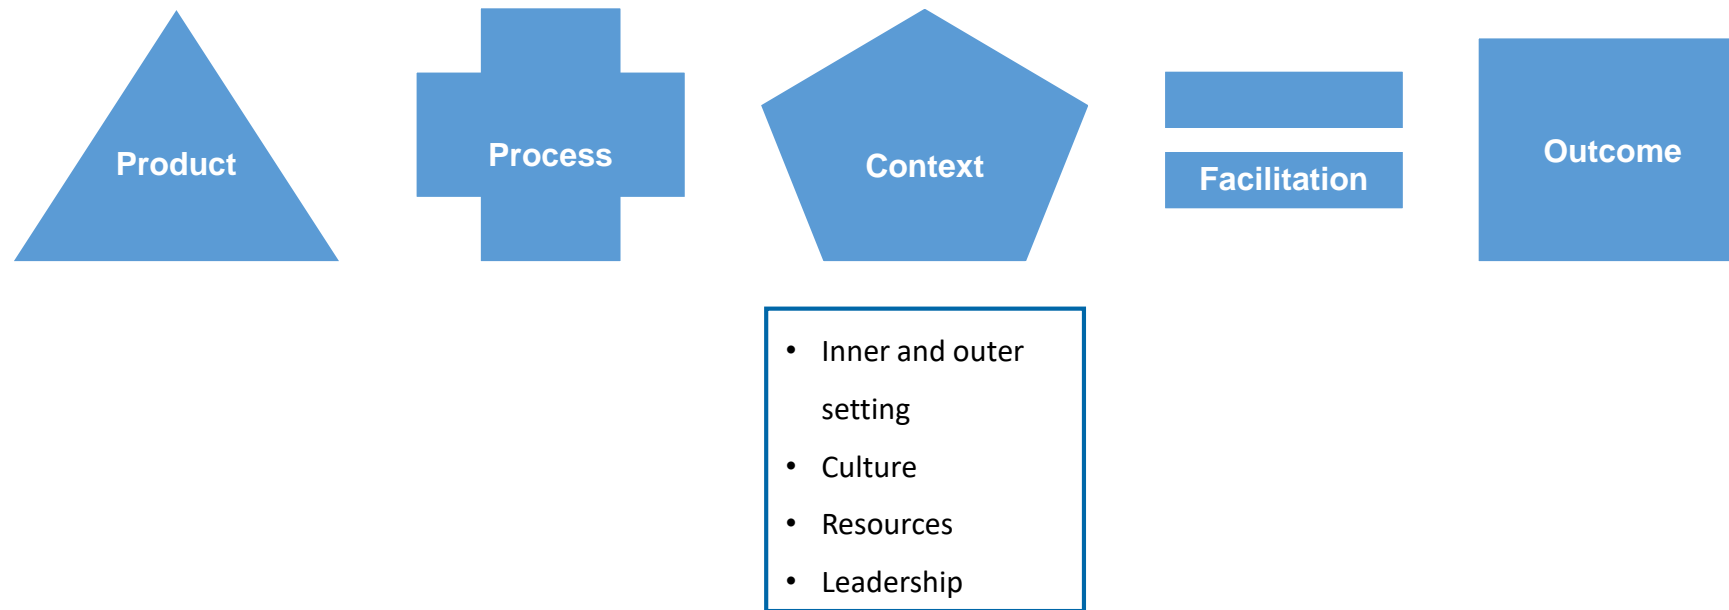 Product
Process
Context
Facilitation
Outcome
• Inner and outer
setting
• Culture
• Resources
• Leadership